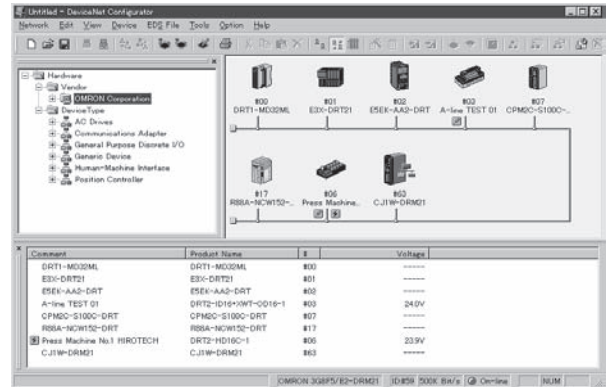 Untitled - DeviceNet Configurator
Network Edit View Device EDS File Tools Option Help
Hardware
Vendor
OMRON Corporation
DeviceType
AC Drives
Communications Adapter
General Purpose Discrete I/O
Generic Device
Human-Machine Interface
Position Controller
#00 #01 #02 #03 #07
DRT1-MD32ML E3X-DRT21 E5EK-AA2-DRT A-line TEST 01 CPM2C-S100C-..
#17 #06 #63
R88A-NCW152-.. Press Machine.. CJ1W-DRM21
Comment Product Name # Voltage
DRT1-MD32ML DRT1-MD32ML #00 -----
E3X-DRT21 E3X-DRT21 #01 -----
E5EK-AA2-DRT E5EK-AA2-DRT #02 -----
A-line TEST 01 DRT2-ID16+XWT-OD16-1 #03 24.0V
CPM2C-S100C-DRT CPM2C-S100C-DRT #07 -----
R88A-NCW152-DRT R88A-NCW152-DRT #17 -----
Press Machine No.1 HIROTECH DRT2-HD16C-1 #06 23.9V
CJ1W-DRM21 CJ1W-DRM21 #63 -----
OMRON 3G8F5/E2-DRM21 ID:#59 500K Bit/s On-line NUM